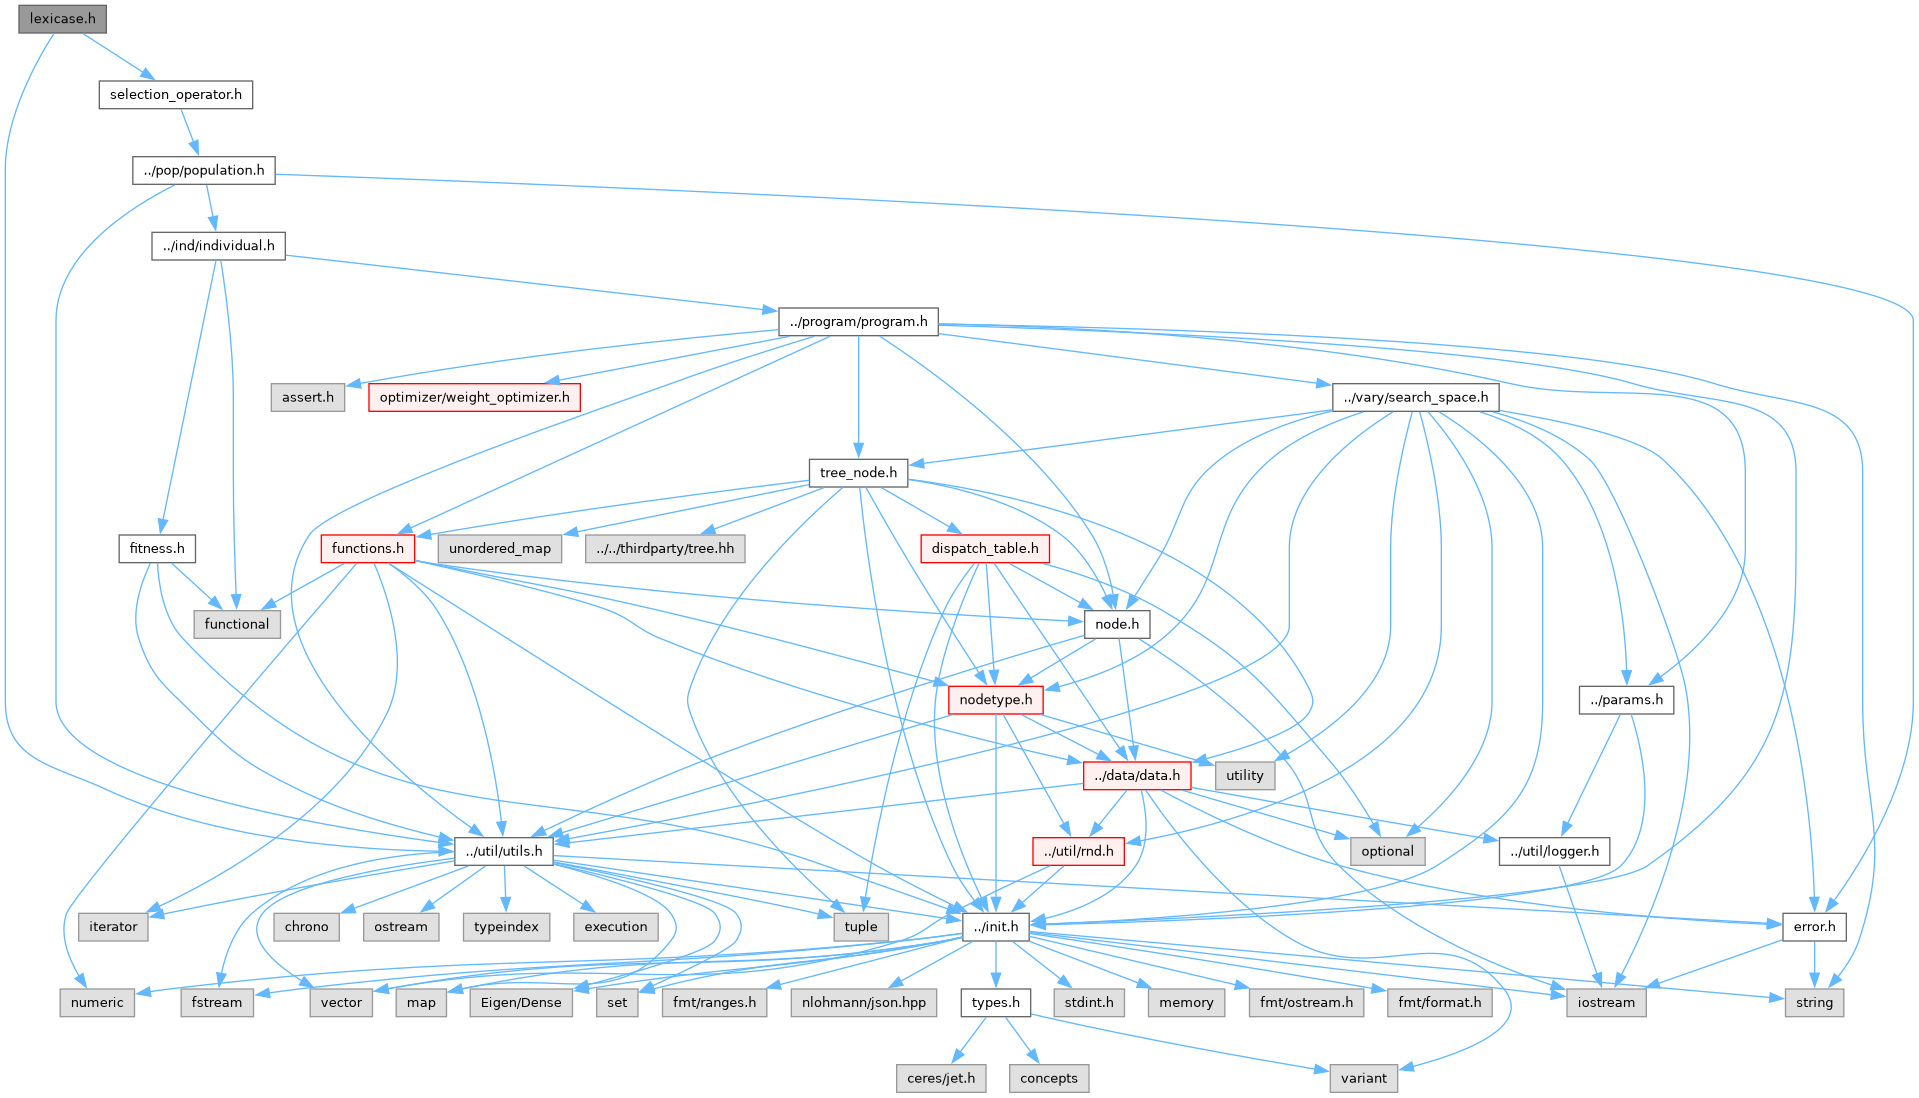 lexicase.h
selection_operator.h
../pop/population.h
../ind/individual.h
../program/program.h
assert.h
optimizer/weight_optimizer.h
../vary/search_space.h
tree_node.h
fitness.h
functions.h
unordered_map
../../thirdparty/tree.hh
dispatch_table.h
functional
node.h
nodetype.h
../params.h
../data/data.h
utility
../util/utils.h
../util/rnd.h
optional
../util/logger.h
iterator
chrono
ostream
typeindex
execution
tuple
../init.h
error.h
numeric
fstream
vector
map
Eigen/Dense
set
fmt/ranges.h
nlohmann/json.hpp
types.h
stdint.h
memory
fmt/ostream.h
fmt/format.h
iostream
string
ceres/jet.h
concepts
variant